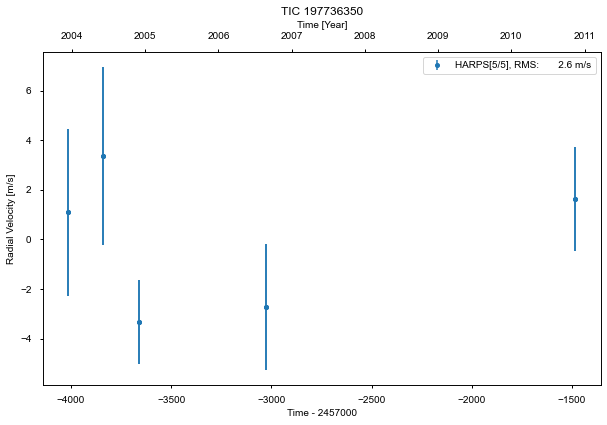 TIC 197736350
Time [Year]
2004 2005 2006 2007 2008 2009 2010 2011
HARPS[5/5], RMS: 2.6 m/s
6
4
2
0
−2
−4
Radial Velocity [m/s]
−4000 −3500 −3000 −2500 −2000 −1500
Time - 2457000